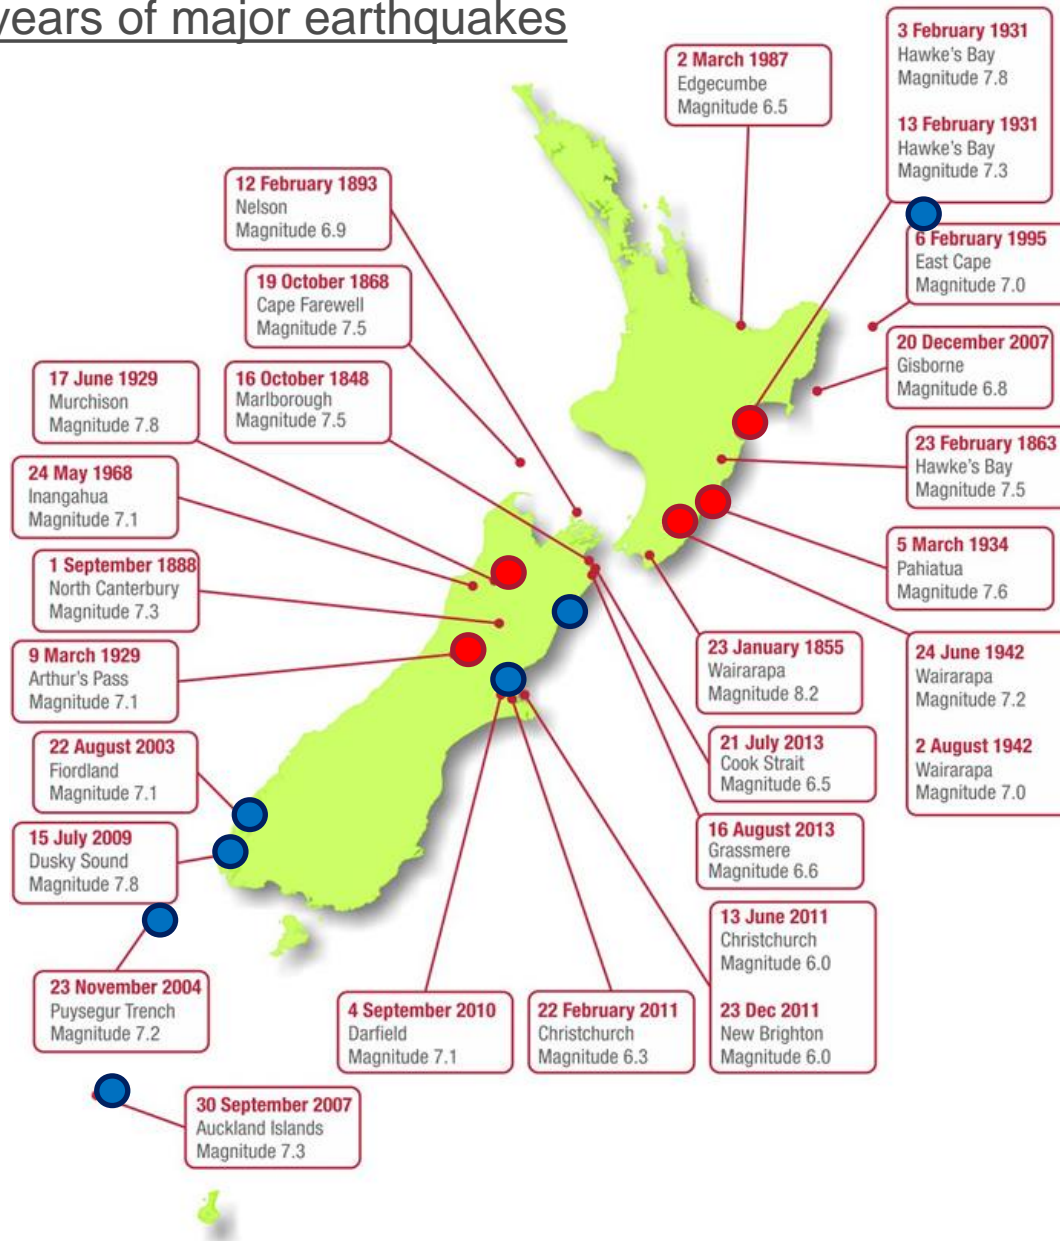 years of major earthquakes
3 February 1931
Hawke's Bay
Magnitude 7.8
13 February 1931
Hawke's Bay
Magnitude 7.3
2 March 1987
Edgecumbe
Magnitude 6.5
12 February 1893
Nelson
Magnitude 6.9
6 February 1995
East Cape
Magnitude 7.0
19 October 1868
Cape Farewell
Magnitude 7.5
20 December 2007
Gisborne
Magnitude 6.8
17 June 1929
Murchison
Magnitude 7.8
16 October 1848
Marlborough
Magnitude 7.5
23 February 1863
Hawke's Bay
Magnitude 7.5
24 May 1968
Inangahua
Magnitude 7.1
5 March 1934
Pahiatua
Magnitude 7.6
1 September 1888
North Canterbury
Magnitude 7.3
23 January 1855
Wairarapa
Magnitude 8.2
24 June 1942
Wairarapa
Magnitude 7.2
2 August 1942
Wairarapa
Magnitude 7.0
9 March 1929
Arthur's Pass
Magnitude 7.1
22 August 2003
Fiordland
Magnitude 7.1
21 July 2013
Cook Strait
Magnitude 6.5
15 July 2009
Dusky Sound
Magnitude 7.8
16 August 2013
Grassmere
Magnitude 6.6
13 June 2011
Christchurch
Magnitude 6.0
23 Dec 2011
New Brighton
Magnitude 6.0
23 November 2004
Puysegur Trench
Magnitude 7.2
4 September 2010
Darfield
Magnitude 7.1
22 February 2011
Christchurch
Magnitude 6.3
30 September 2007
Auckland Islands
Magnitude 7.3